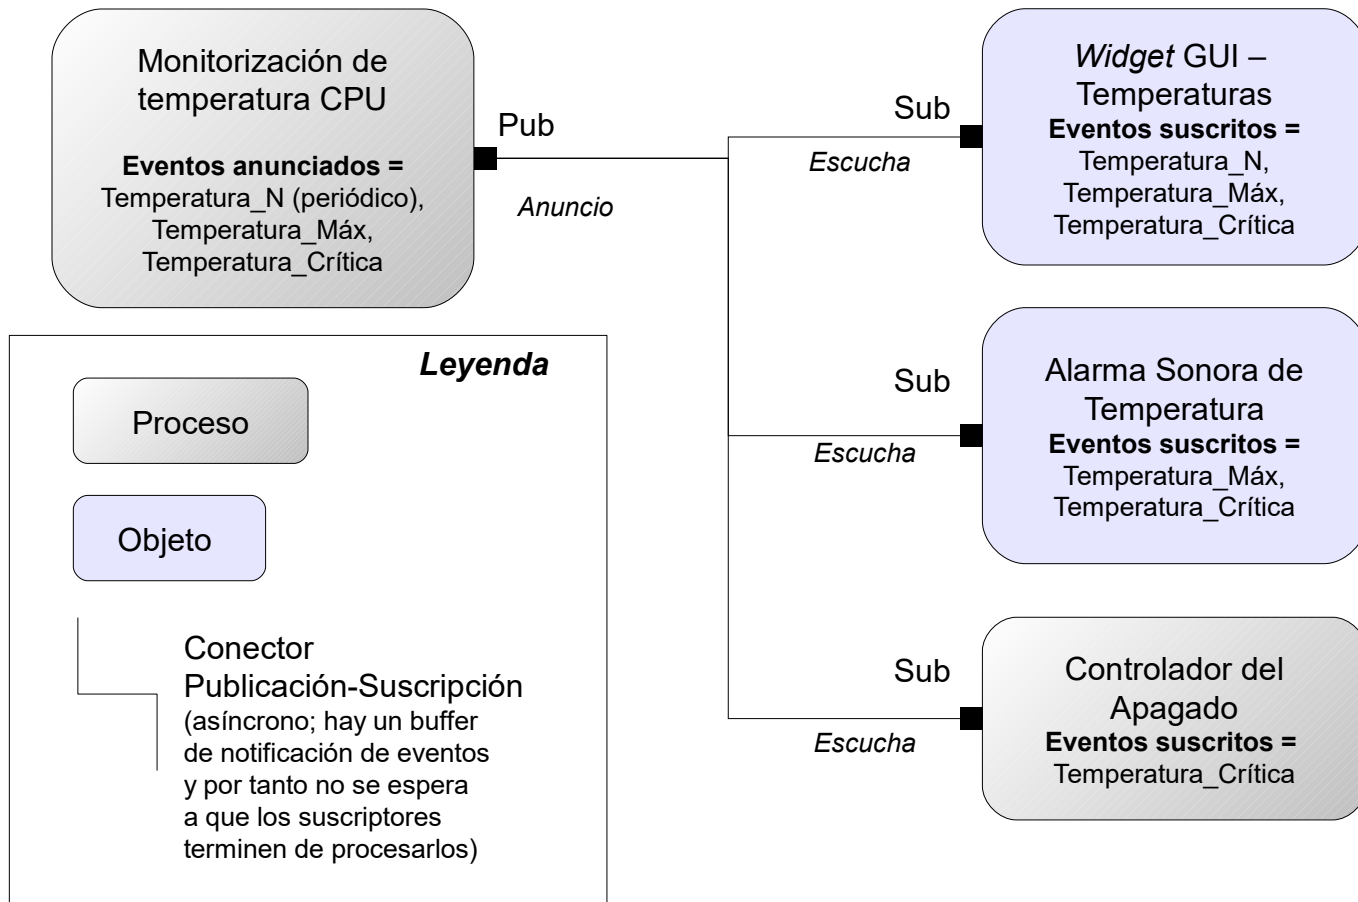 Monitorización de
temperatura CPU
Eventos anunciados =
Temperatura_N (periódico),
Temperatura_Máx,
Temperatura_Crítica
Pub
Anuncio
Sub
Escucha
Widget GUI –
Temperaturas
Eventos suscritos =
Temperatura_N,
Temperatura_Máx,
Temperatura_Crítica
Sub
Escucha
Alarma Sonora de
Temperatura
Eventos suscritos =
Temperatura_Máx,
Temperatura_Crítica
Sub
Escucha
Controlador del
Apagado
Eventos suscritos =
Temperatura_Crítica
Leyenda
Proceso
Objeto
Conector
Publicación-Suscripción
(asíncrono; hay un buffer
de notificación de eventos
y por tanto no se espera
a que los suscriptores
terminen de procesarlos)